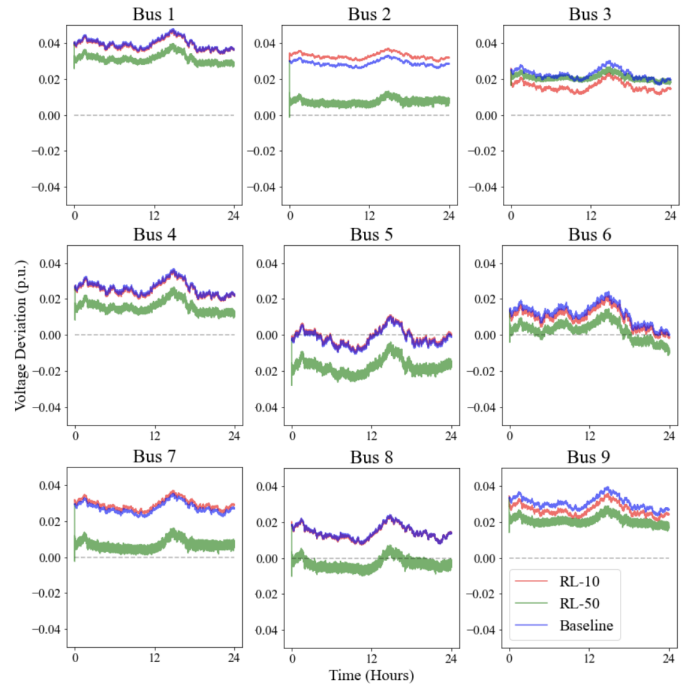 Bus 1 Bus 2 Bus 3
0.04 0.04 0.04
0.02 0.02 0.02
0.00 0.00 0.00
−0.02 −0.02 −0.02
−0.04 −0.04 −0.04
0 12 24 0 12 24 0 12 24
Bus 4 Bus 5 Bus 6
0.04 0.04 0.04
0.02 0.02 0.02
0.00 0.00 0.00
−0.02 0.02 −0.02
−0.04 0.04 −0.04
0 12 24 0 12 24 0 12 24
Voltage Deviation (p.u.)
Bus 7 Bus 8 Bus 9
0.04 0.04 0.04
0.02 0.02 0.02
0.00 0.00 0.00
−0.02 0.02 −0.02
−0.04 0.04 −0.04
RL-10
RL-50
Baseline
0 12 24 0 12 24 0 12 24
Time (Hours)